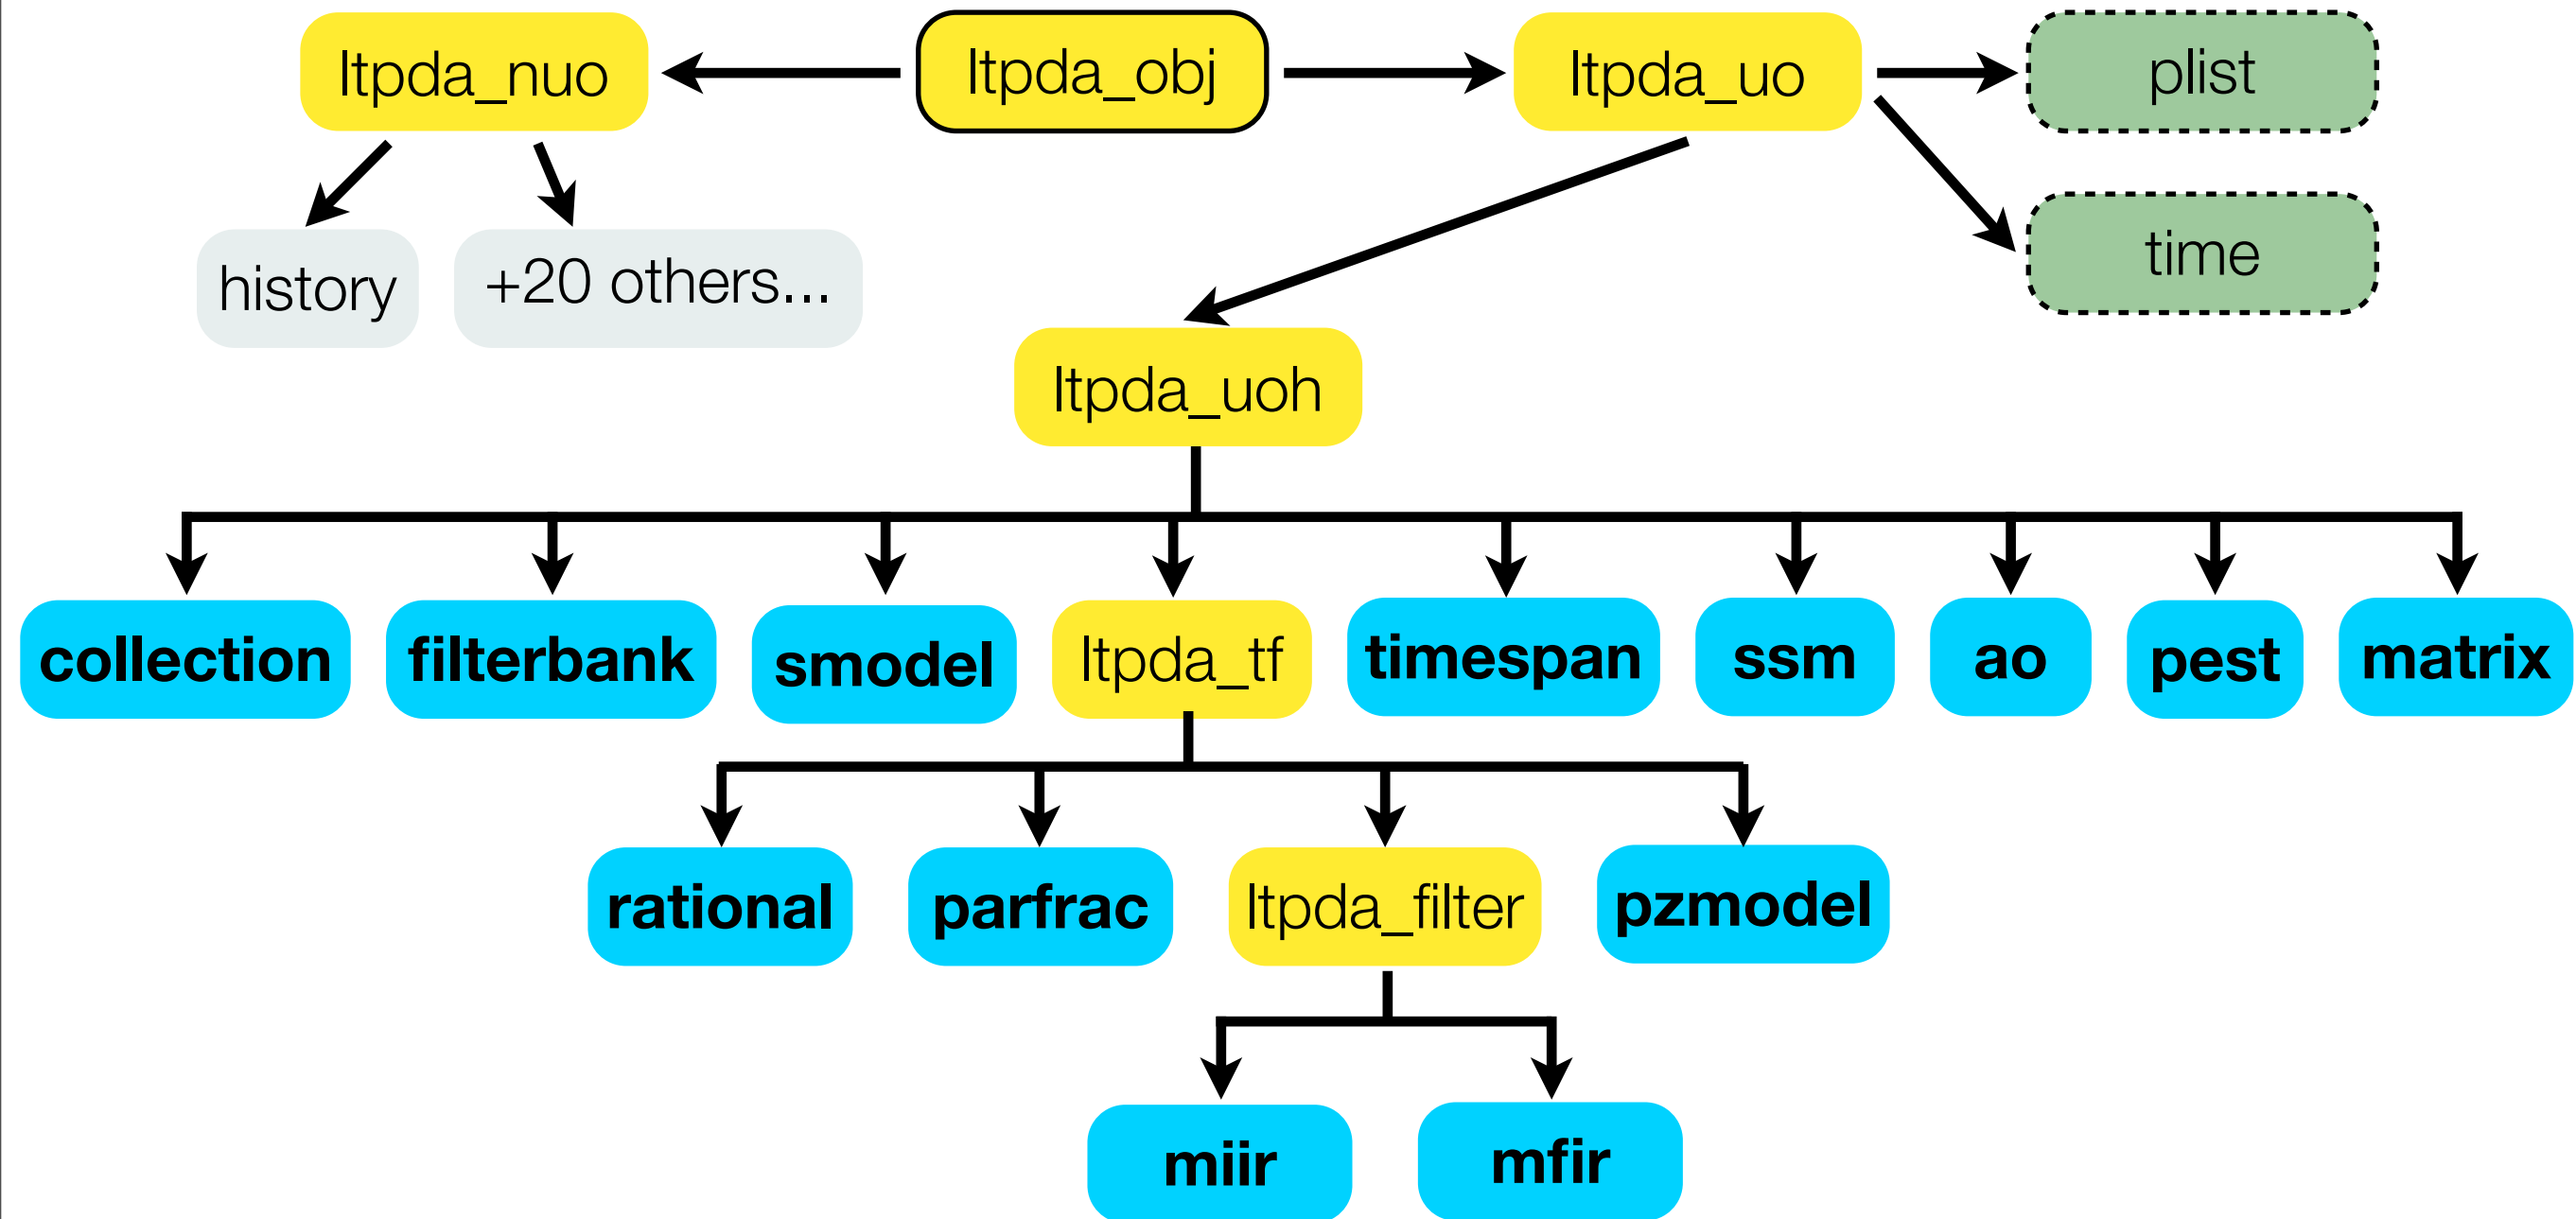 ltpda_nuo
ltpda_obj
ltpda_uo
plist
history
+20 others...
time
ltpda_uoh
collection
filterbank
smodel
ltpda_tf
timespan
ssm
ao
pest
matrix
rational
parfrac
ltpda_filter
pzmodel
miir
mfir